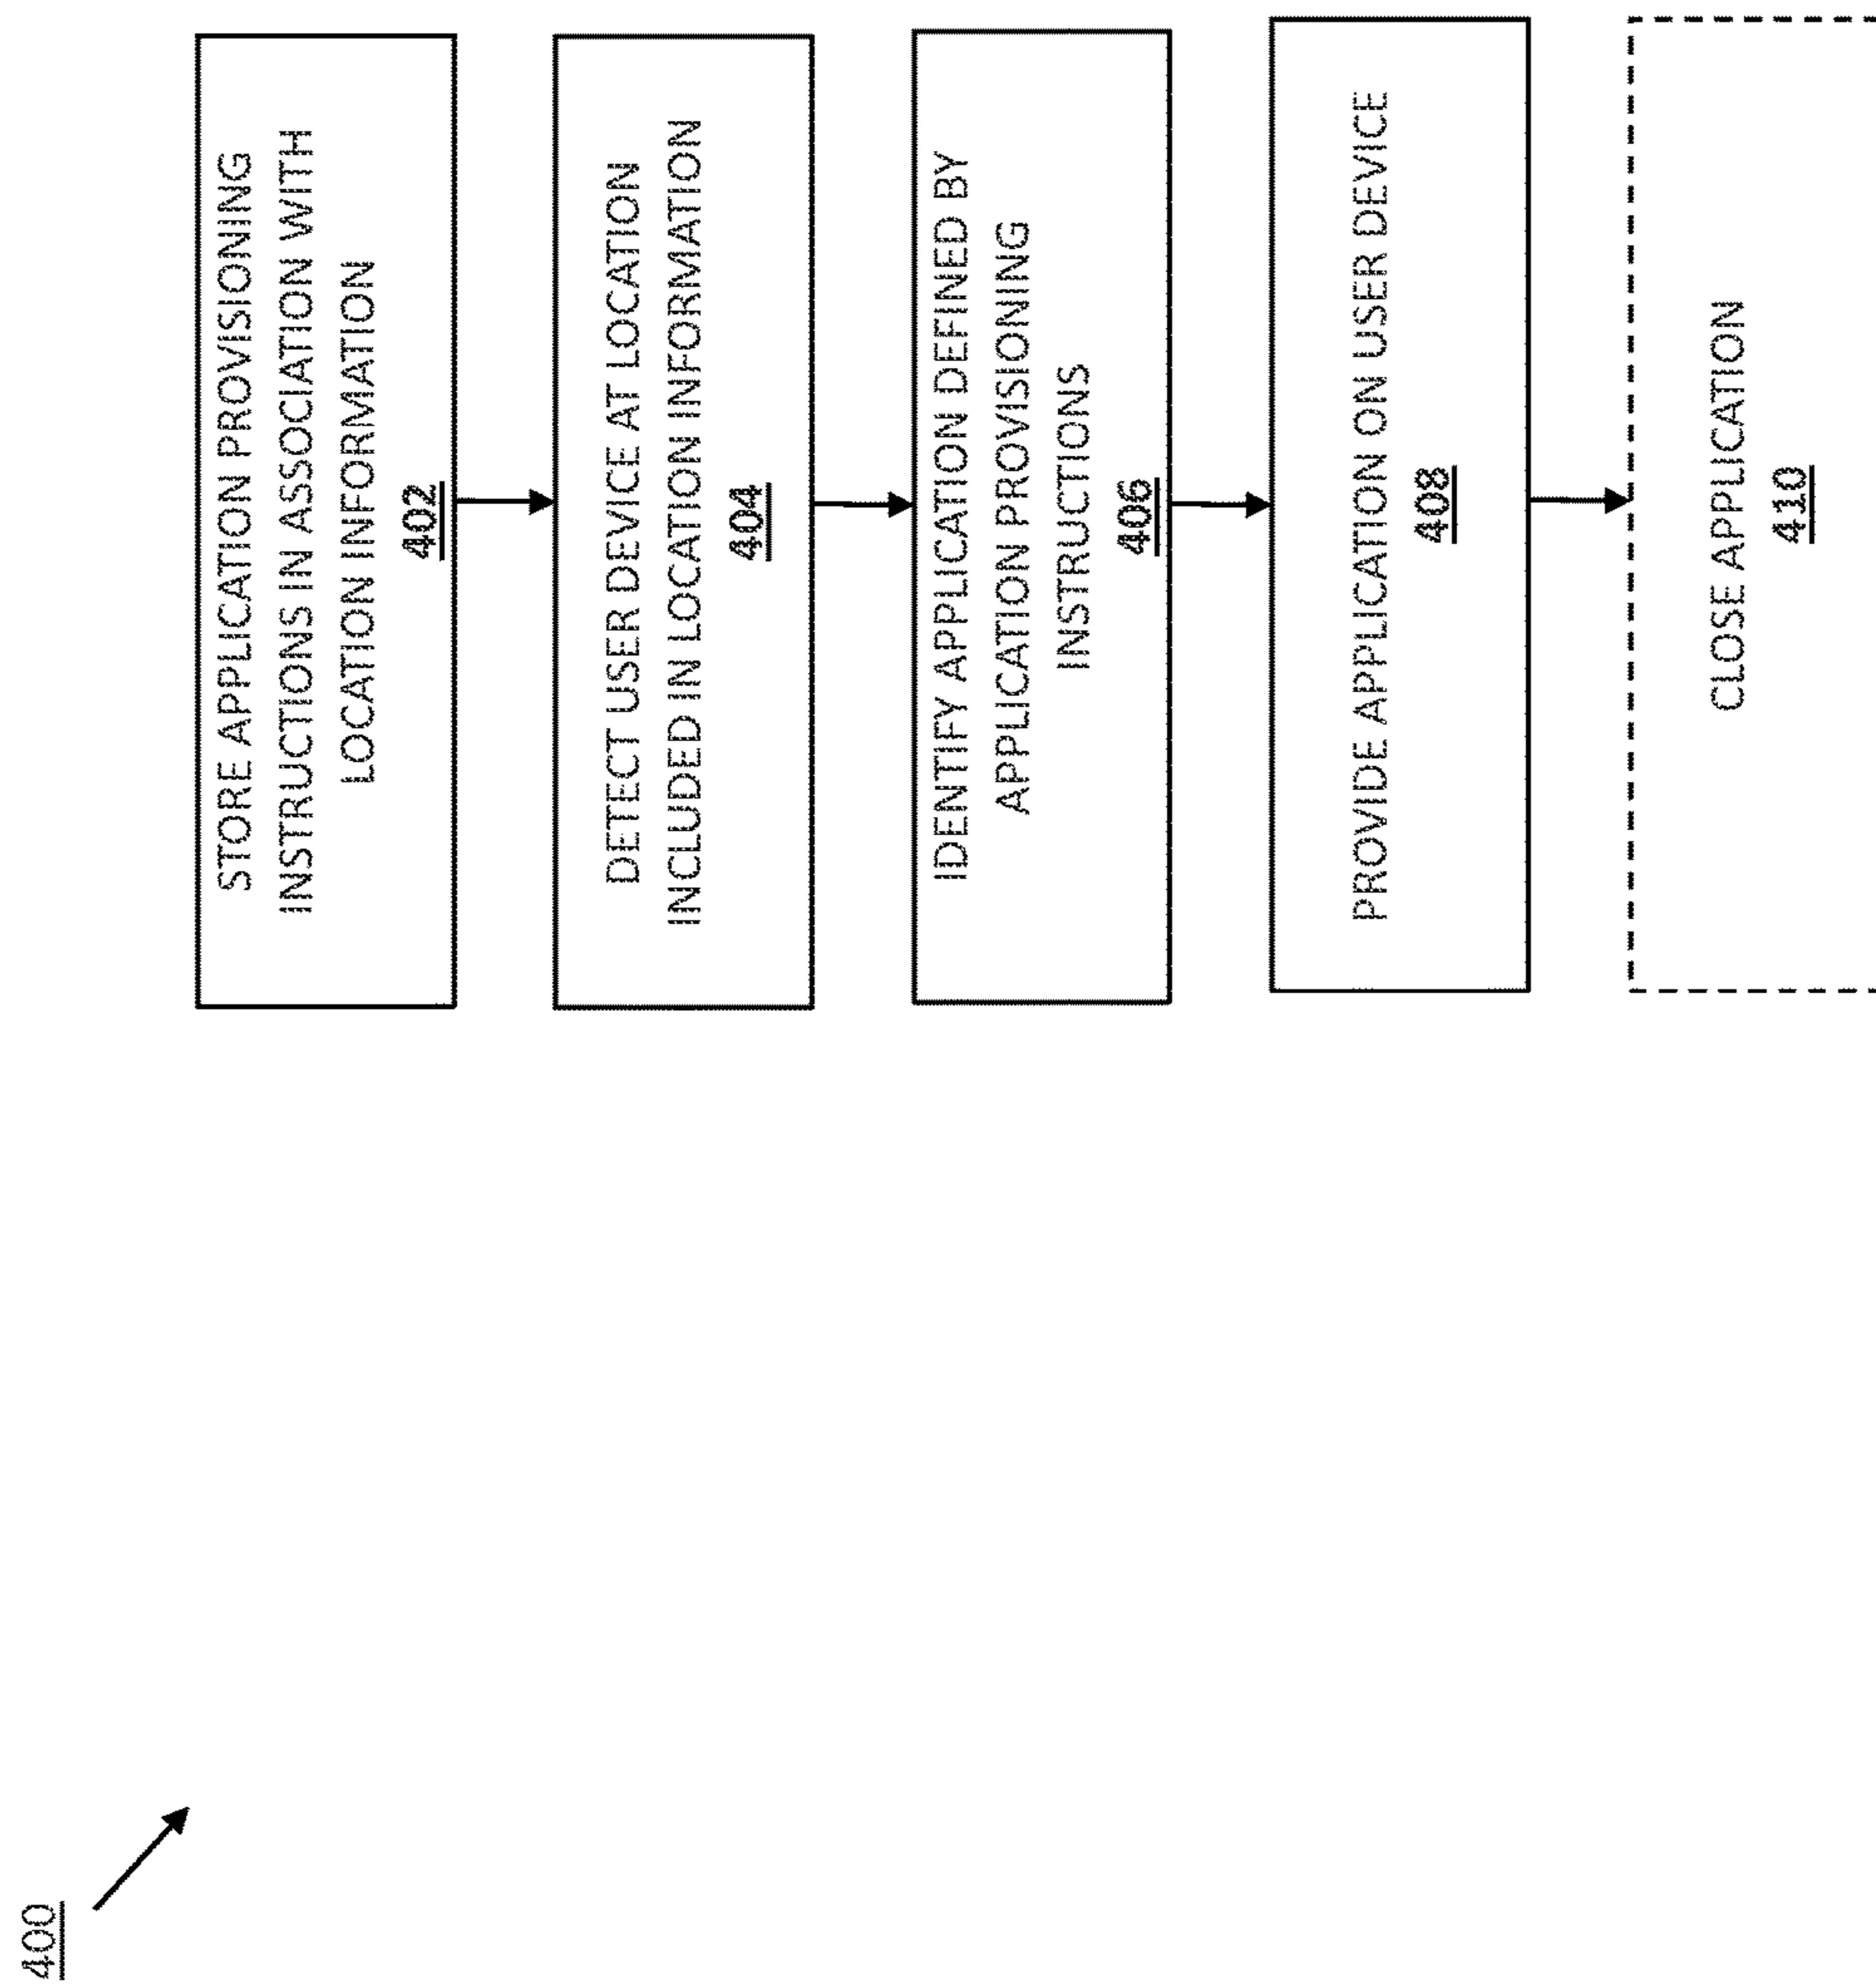 400
STORE APPLICATION PROVISIONING
INSTRUCTIONS IN ASSOCIATION WITH
LOCATION INFORMATION
402
DETECT USER DEVICE AT LOCATION
INCLUDED IN LOCATION INFORMATION
404
IDENTIFY APPLICATION DEFINED BY
APPLICATION PROVISIONING
INSTRUCTIONS
406
PROVIDE APPLICATION ON USER DEVICE
408
CLOSE APPLICATION
410